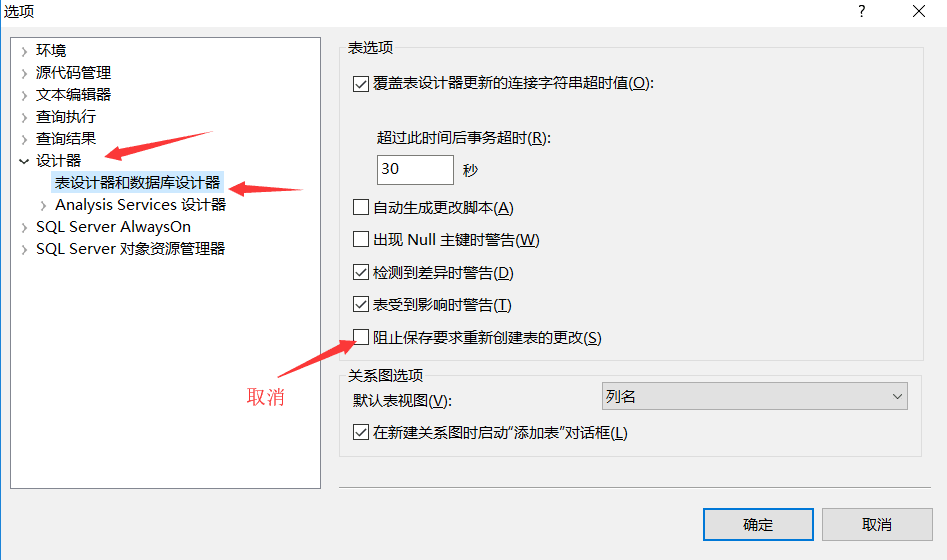 选项
环境
源代码管理
文本编辑器
查询执行
查询结果
设计器
表设计器和数据库设计器
Analysis Services 设计器
SQL Server AlwaysOn
SQL Server 对象资源管理器
表选项
覆盖表设计器更新的连接字符串超时值(O):
超过此时间后事务超时(R):
30 秒
自动生成更改脚本(A)
出现 Null 主键时警告(W)
检测到差异时警告(D)
表受到影响时警告(T)
阻止保存要求重新创建表的更改(S)
取消
关系图选项
默认表视图(V):
列名
在新建关系图时启动“添加表”对话框(L)
确定
取消